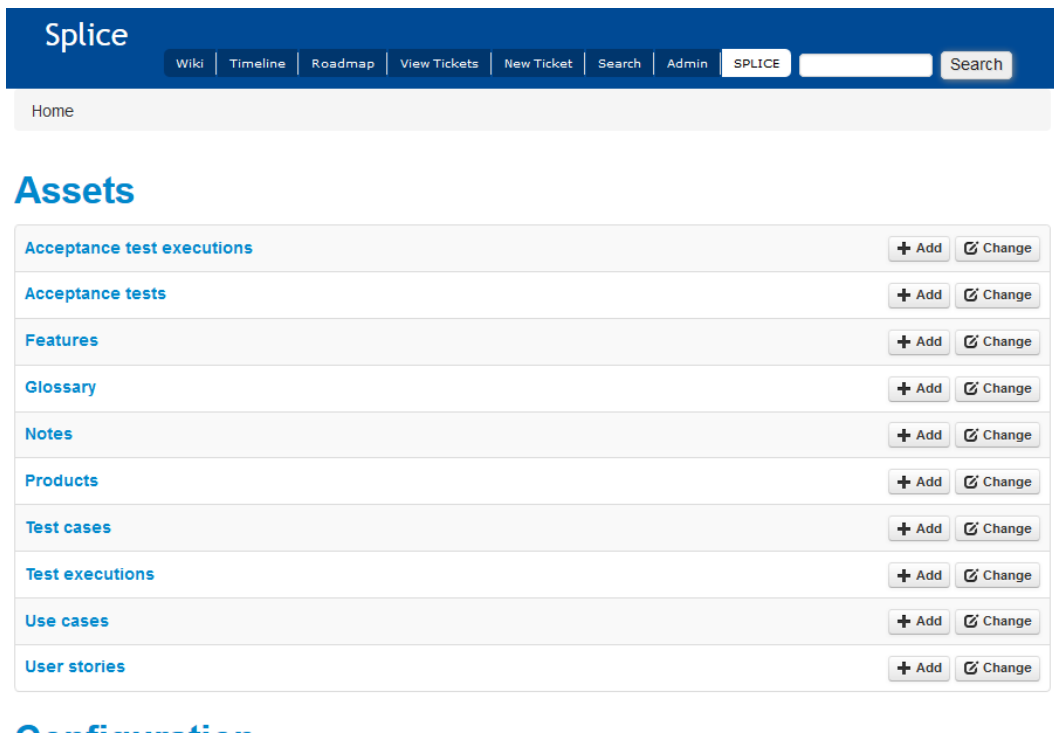 Splice
Wiki Timeline Roadmap View Tickets New Ticket Search Admin SPLICE Search
Home
Assets
Acceptance test executions Add Change
Acceptance tests Add Change
Features Add Change
Glossary Add Change
Notes Add Change
Products Add Change
Test cases Add Change
Test executions Add Change
Use cases Add Change
User stories Add Change
Configuration